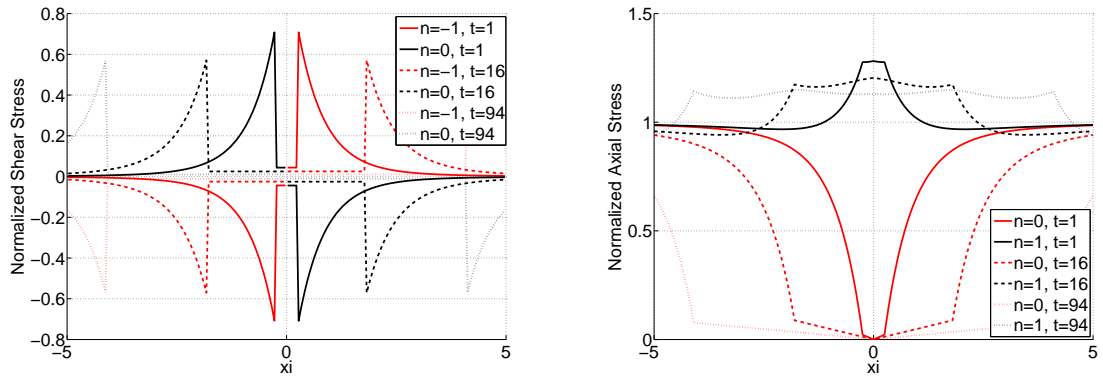 0.8
0.6
0.4
0.2
0
−0.2
−0.4
−0.6
−0.8
−5
0
5
xi
Normalized Shear Stress
n=−1, t=1
n=0, t=1
n=−1, t=16
n=0, t=16
n=−1, t=94
n=0, t=94
1.5
1
0.5
1
−5
0
5
xi
Normalized Axial Stress
n=0, t=1
n=1, t=1
n=0, t=16
n=1, t=16
n=0, t=94
n=1, t=94